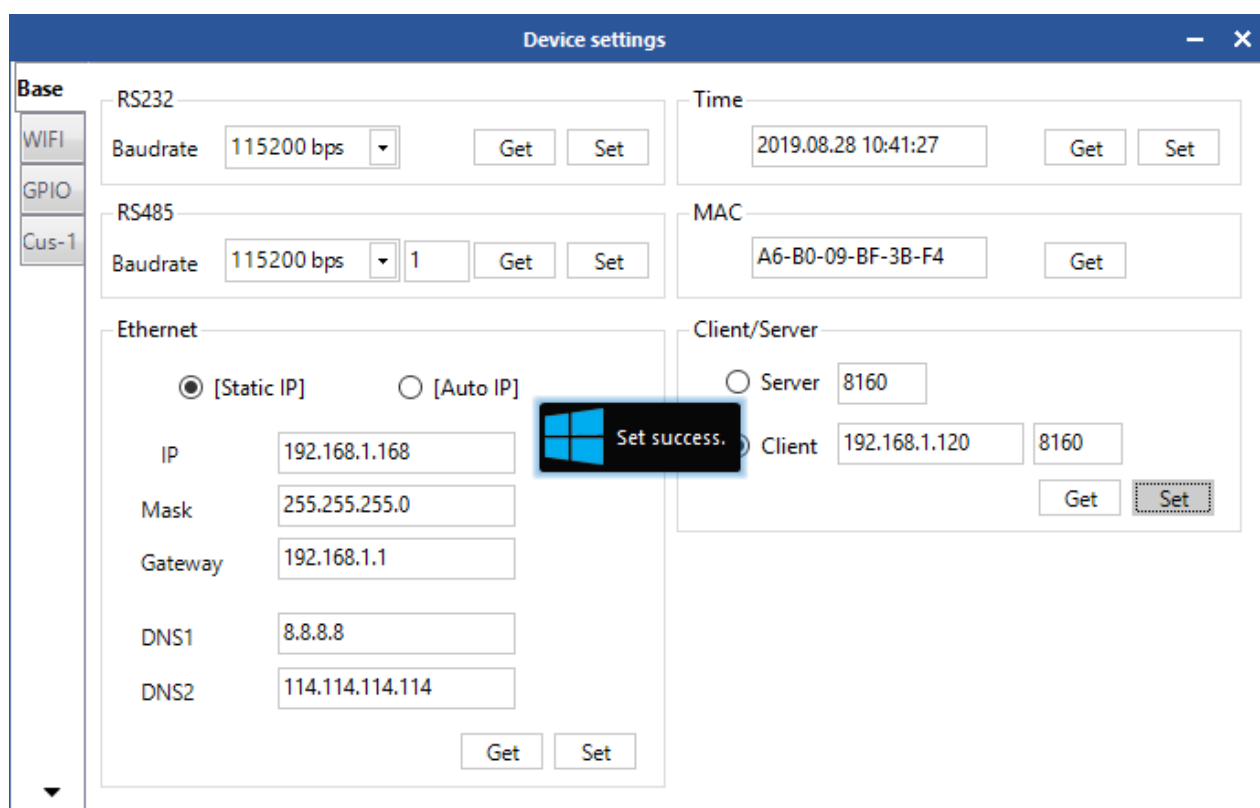 Device settings
Base
WIFI
GPIO
Cus-1
RS232
Baudrate 115200 bps Get Set
RS485
Baudrate 115200 bps 1 Get Set
Ethernet
[Static IP] [Auto IP]
IP 192.168.1.168
Mask 255.255.255.0
Gateway 192.168.1.1
DNS1 8.8.8.8
DNS2 114.114.114.114
Get Set
Time
2019.08.28 10:41:27 Get Set
MAC
A6-B0-09-BF-3B-F4 Get
Client/Server
Server 8160
Client 192.168.1.120 8160
Get Set
Set success.